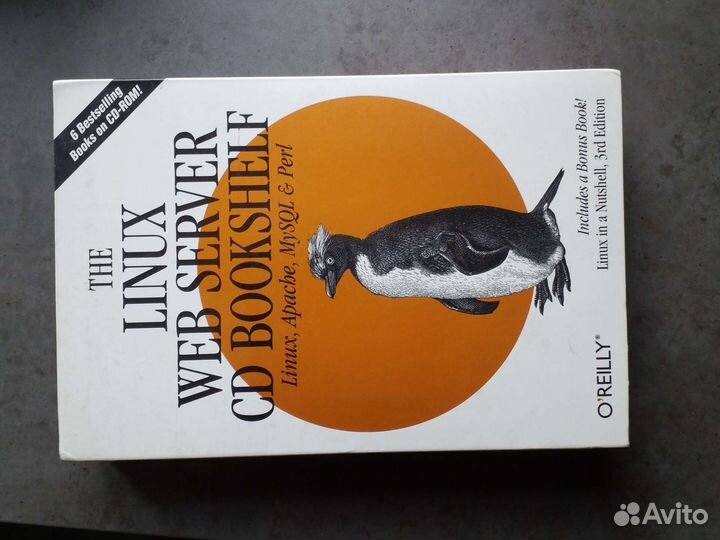 6 Bestselling
Books on CD-ROM!
THE
LINUX
WEB SERVER
CD BOOKSHELF
Linux, Apache, MySQL & Perl
Includes a Bonus Book!
Linux in a Nutshell, 3rd Edition
O'REILLY®
Avito